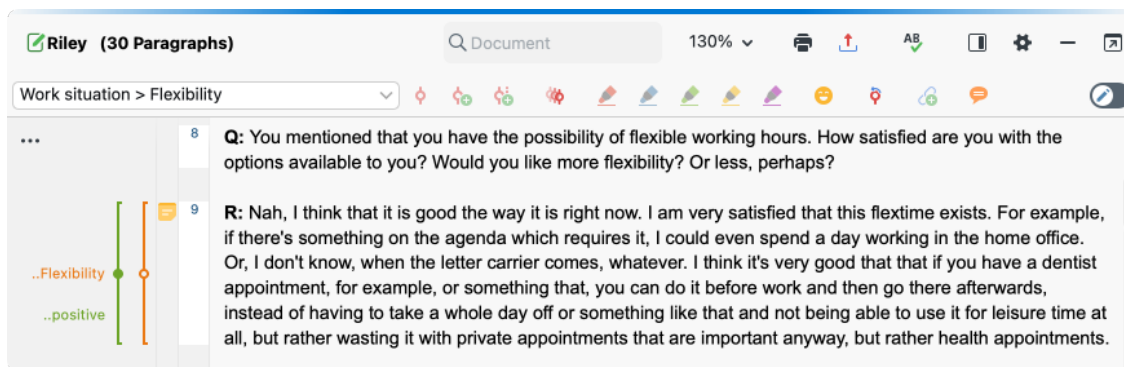 Riley (30 Paragraphs)
Document
130%
AB
Work situation > Flexibility
8
Q: You mentioned that you have the possibility of flexible working hours. How satisfied are you with the
options available to you? Would you like more flexibility? Or less, perhaps?
9
R: Nah, I think that it is good the way it is right now. I am very satisfied that this flextime exists. For example,
if there's something on the agenda which requires it, I could even spend a day working in the home office.
Or, I don't know, when the letter carrier comes, whatever. I think it's very good that that if you have a dentist
appointment, for example, or something that, you can do it before work and then go there afterwards,
instead of having to take a whole day off or something like that and not being able to use it for leisure time at
all, but rather wasting it with private appointments that are important anyway, but rather health appointments.
..Flexibility
..positive